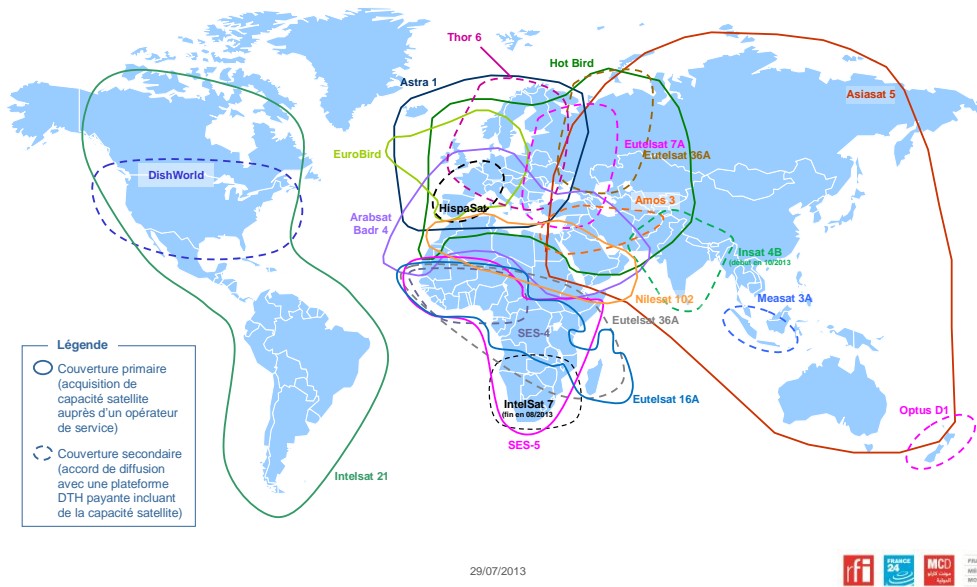 Thor 6
Hot Bird
Astra 1
Asiasat 5
EuroBird
Eutelsat 7A
Eutelsat 36A
DishWorld
HispaSat
Amos 3
Arabsat
Badr 4
Insat 4B
(début en 10/2013)
Measat 3A
Nilesat 102
Eutelsat 36A
SES-4
Légende
Couverture primaire
(acquisition de
capacité satellite
auprès d'un opérateur
de service)
Couverture secondaire
(accord de diffusion
avec une plateforme
DTH payante incluant
de la capacité satellite)
IntelSat 7
(fin en 08/2013
Eutelsat 16A
Optus D1
SES-5
Intelsat 21
29/07/2013
rfi
FRANCE
24
MCD
مونت كارلو
الدولية